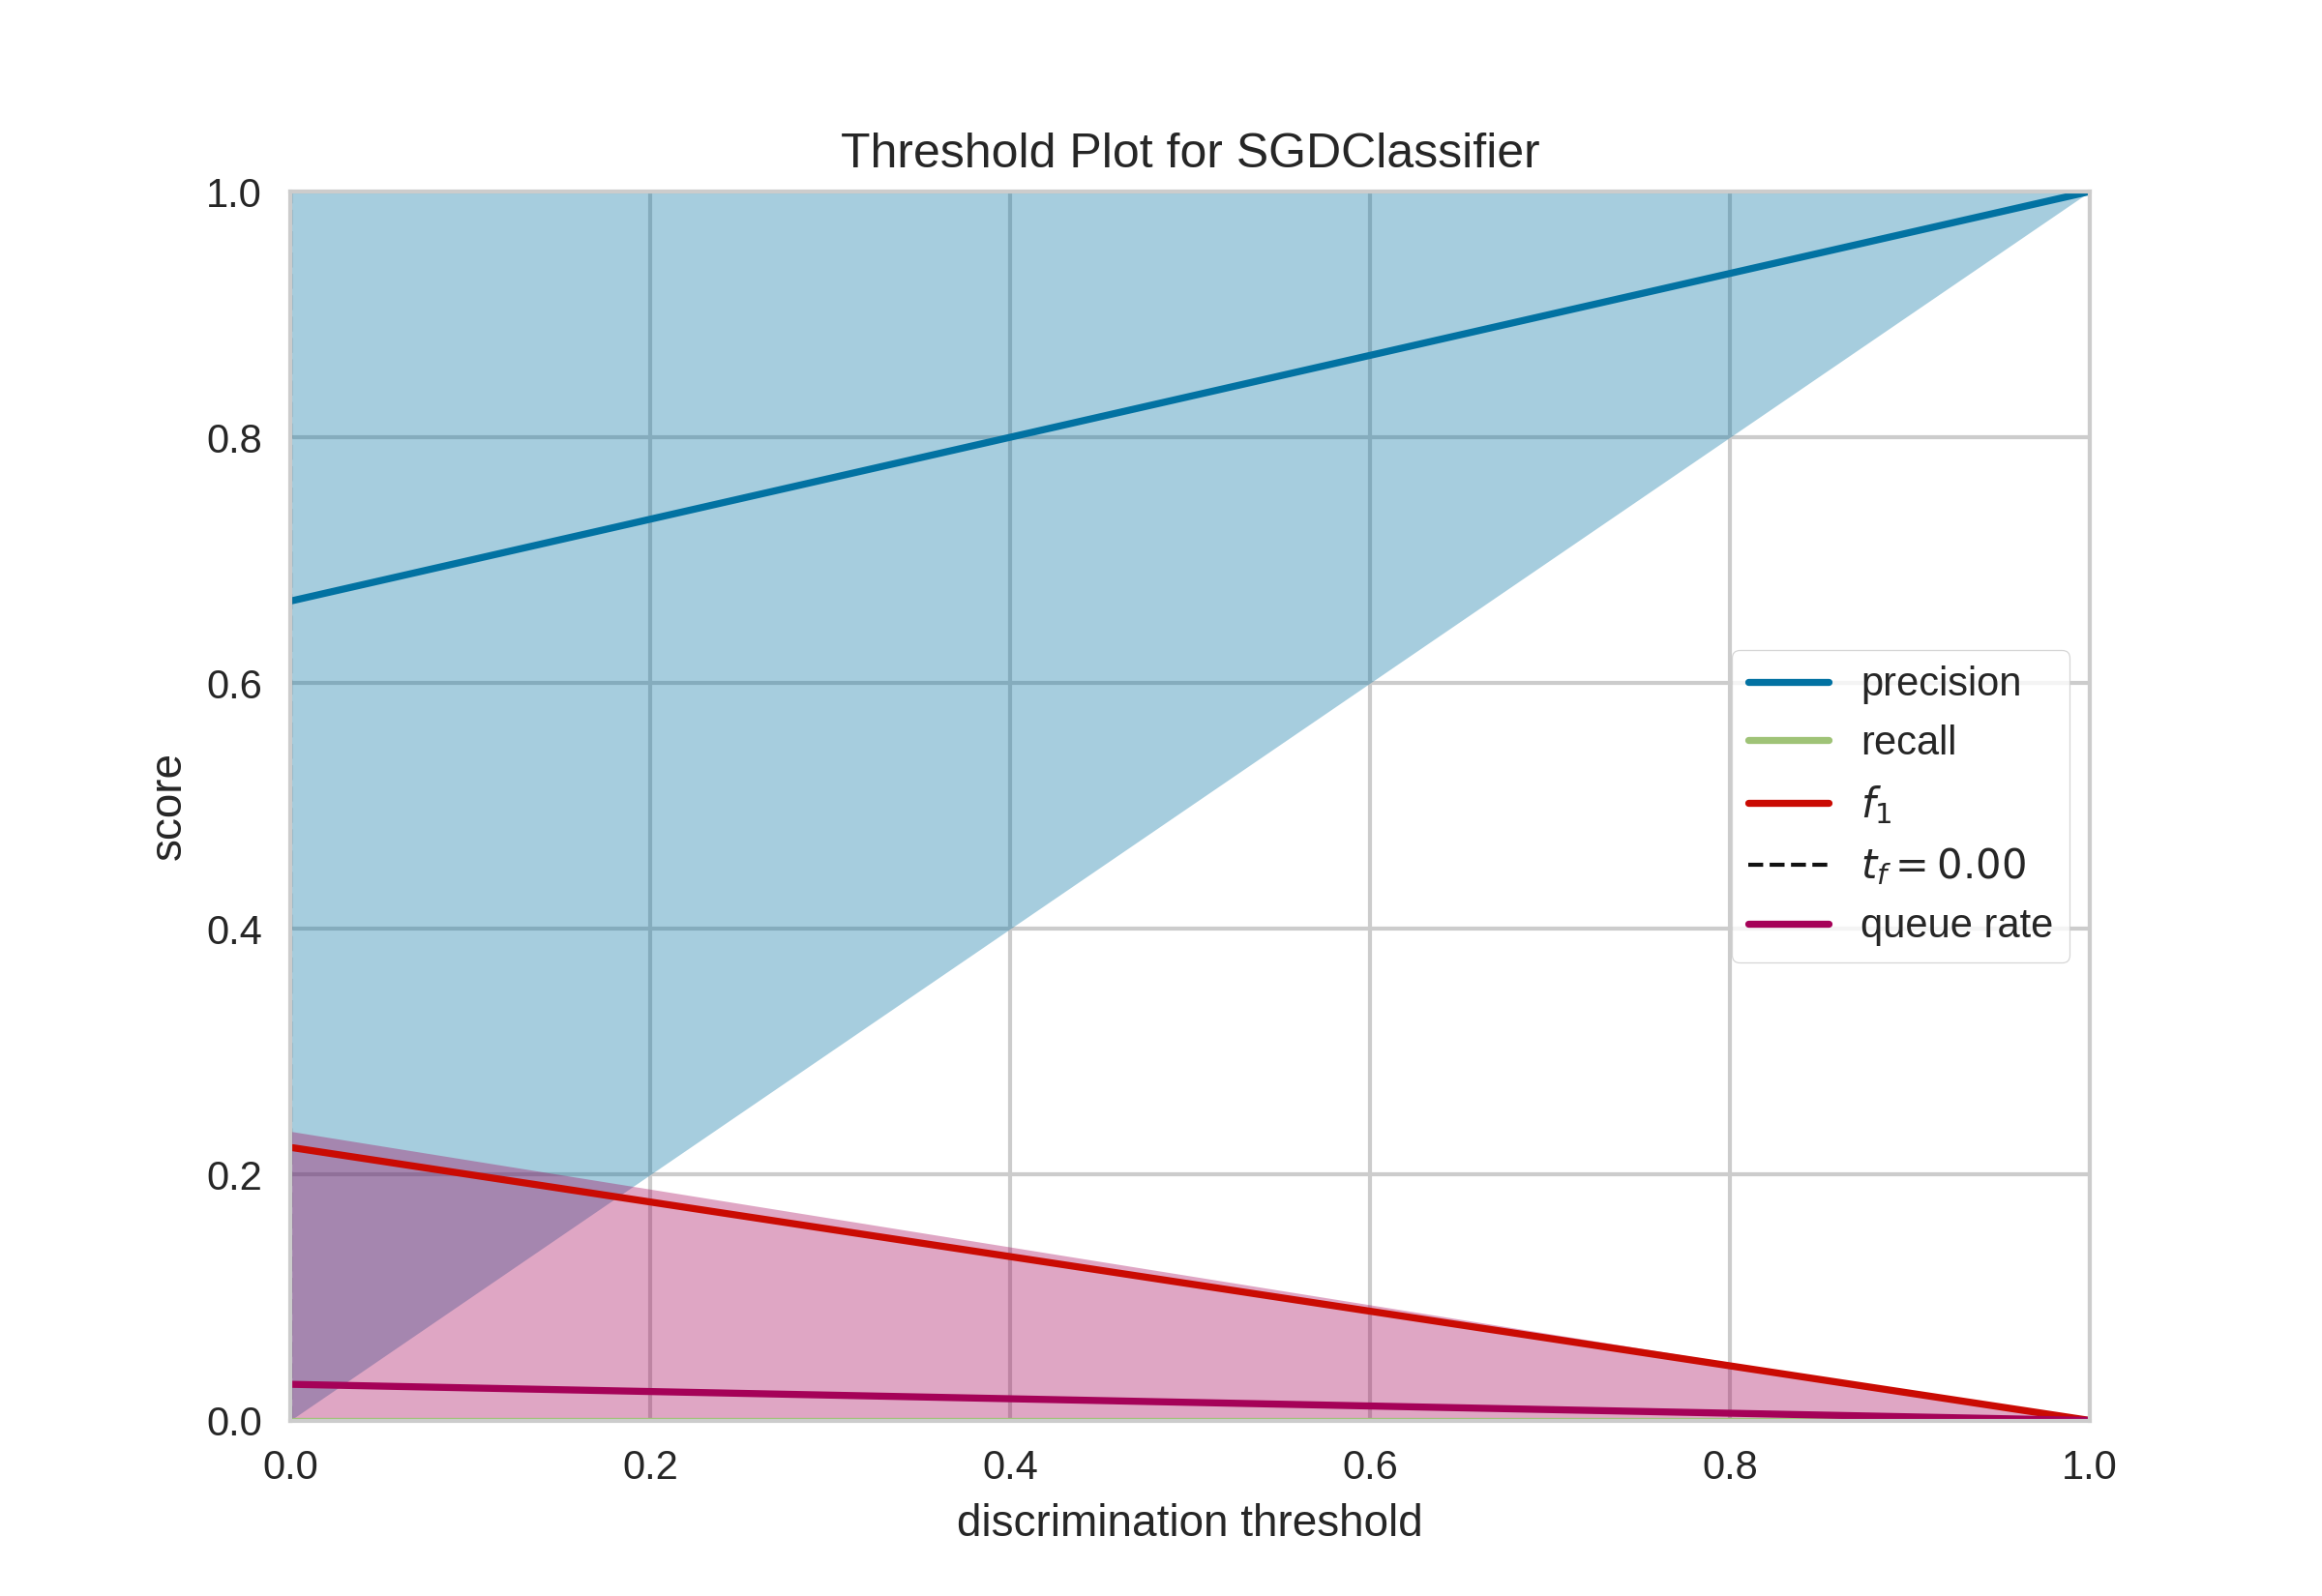 Threshold Plot for SGDClassifier
1.0
0.8
0.6
0.4
0.2
0.0
score
precision
recall
f1
tf = 0.00
queue rate
0.0 0.2 0.4 0.6 0.8 1.0
discrimination threshold